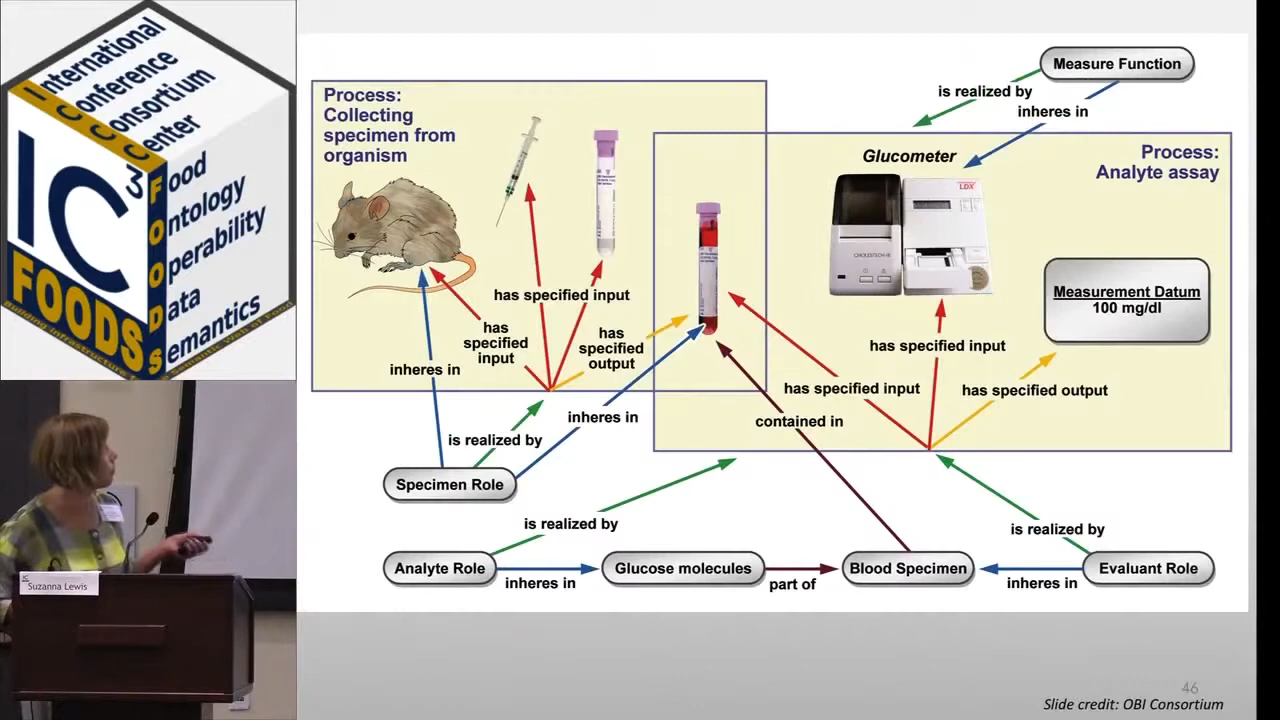 International
Conference
Consortium
Center
IC3
FOODS
Food
Ontology
Operability
Data
Semantics
Suzanna Lewis
Process:
Collecting
specimen from
organism
has specified input
has
specified
input
has
specified
output
inheres in
is realized by
inheres in
Specimen Role
Measure Function
is realized by
inheres in
Glucometer
Process:
Analyte assay
LDX
CHOLESTECH
Measurement Datum
100 mg/dl
has specified input
has specified input
has specified output
contained in
is realized by
is realized by
Analyte Role
inheres in
Glucose molecules
part of
Blood Specimen
inheres in
Evaluant Role
46
Slide credit: OBI Consortium